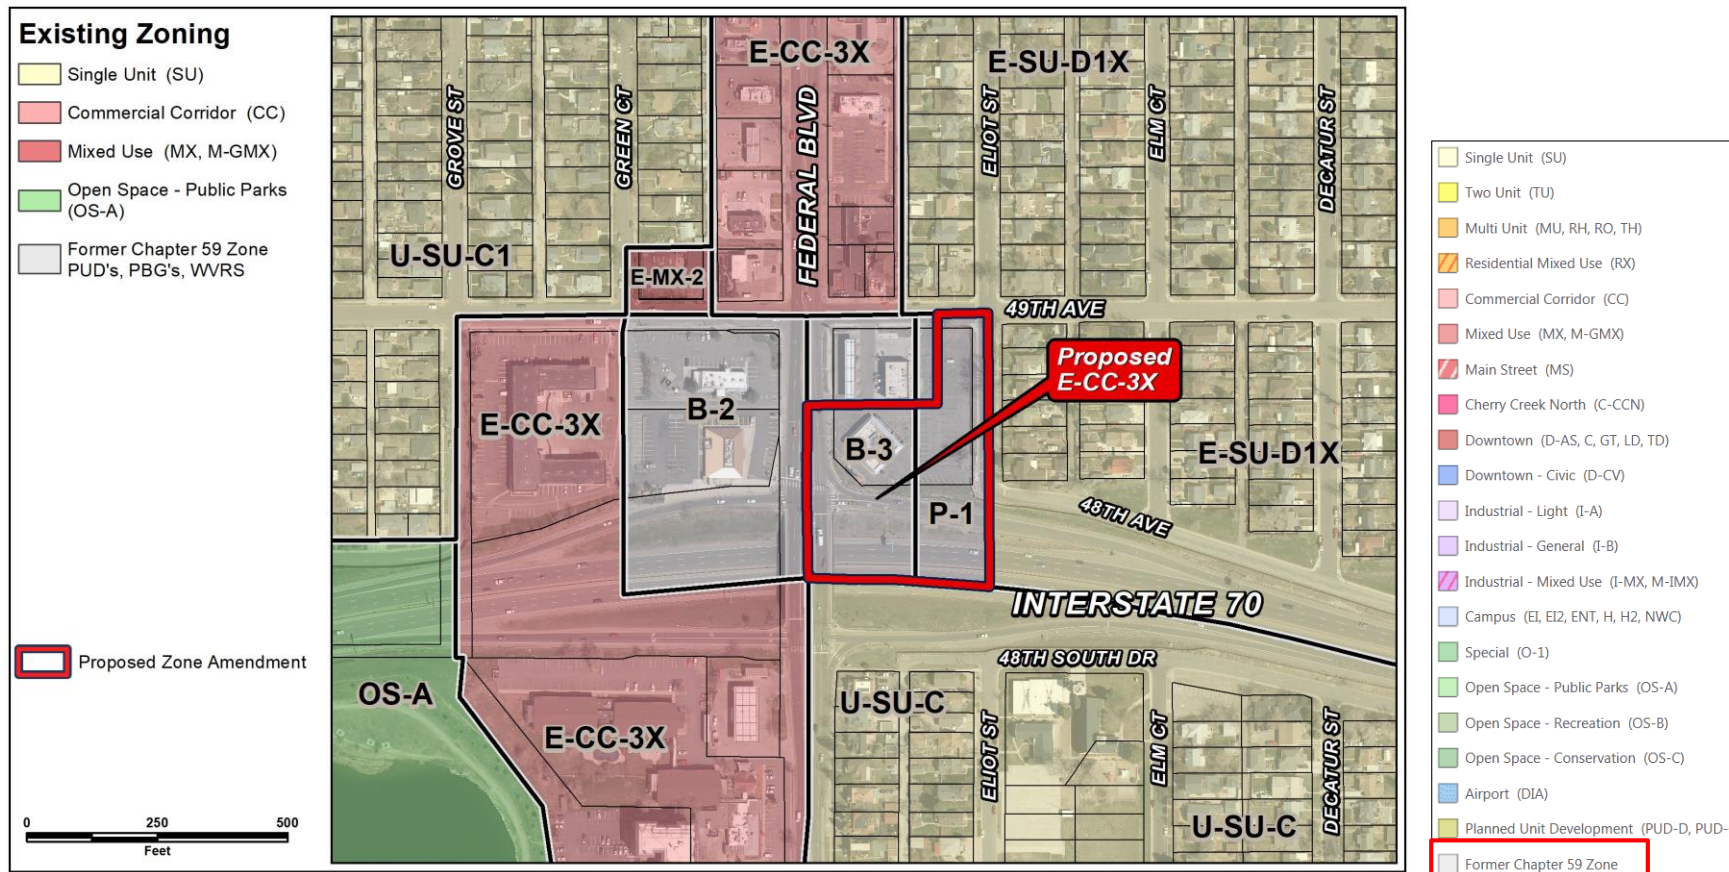 Existing Zoning
Single Unit (SU)
Commercial Corridor (CC)
Mixed Use (MX, M-GMX)
Open Space - Public Parks
(OS-A)
Former Chapter 59 Zone
PUD's, PBG's, WVRS
Proposed Zone Amendment
0 250 500
Feet
E-CC-3X
E-SU-D1X
GROVE ST
GREEN CT
FEDERAL BLVD
ELIOT ST
ELM CT
DECATUR ST
U-SU-C1
E-MX-2
49TH AVE
Proposed
E-CC-3X
E-CC-3X
B-2
B-3
E-SU-D1X
P-1
48TH AVE
INTERSTATE 70
48TH SOUTH DR
OS-A
U-SU-C
E-CC-3X
ELIOT ST
ELM CT
DECATUR ST
U-SU-C
Single Unit (SU)
Two Unit (TU)
Multi Unit (MU, RH, RO, TH)
Residential Mixed Use (RX)
Commercial Corridor (CC)
Mixed Use (MX, M-GMX)
Main Street (MS)
Cherry Creek North (C-CCN)
Downtown (D-AS, C, GT, LD, TD)
Downtown - Civic (D-CV)
Industrial - Light (I-A)
Industrial - General (I-B)
Industrial - Mixed Use (I-MX, M-IMX)
Campus (EI, EI2, ENT, H, H2, NWC)
Special (O-1)
Open Space - Public Parks (OS-A)
Open Space - Recreation (OS-B)
Open Space - Conservation (OS-C)
Airport (DIA)
Planned Unit Development (PUD-D, PUD-
Former Chapter 59 Zone